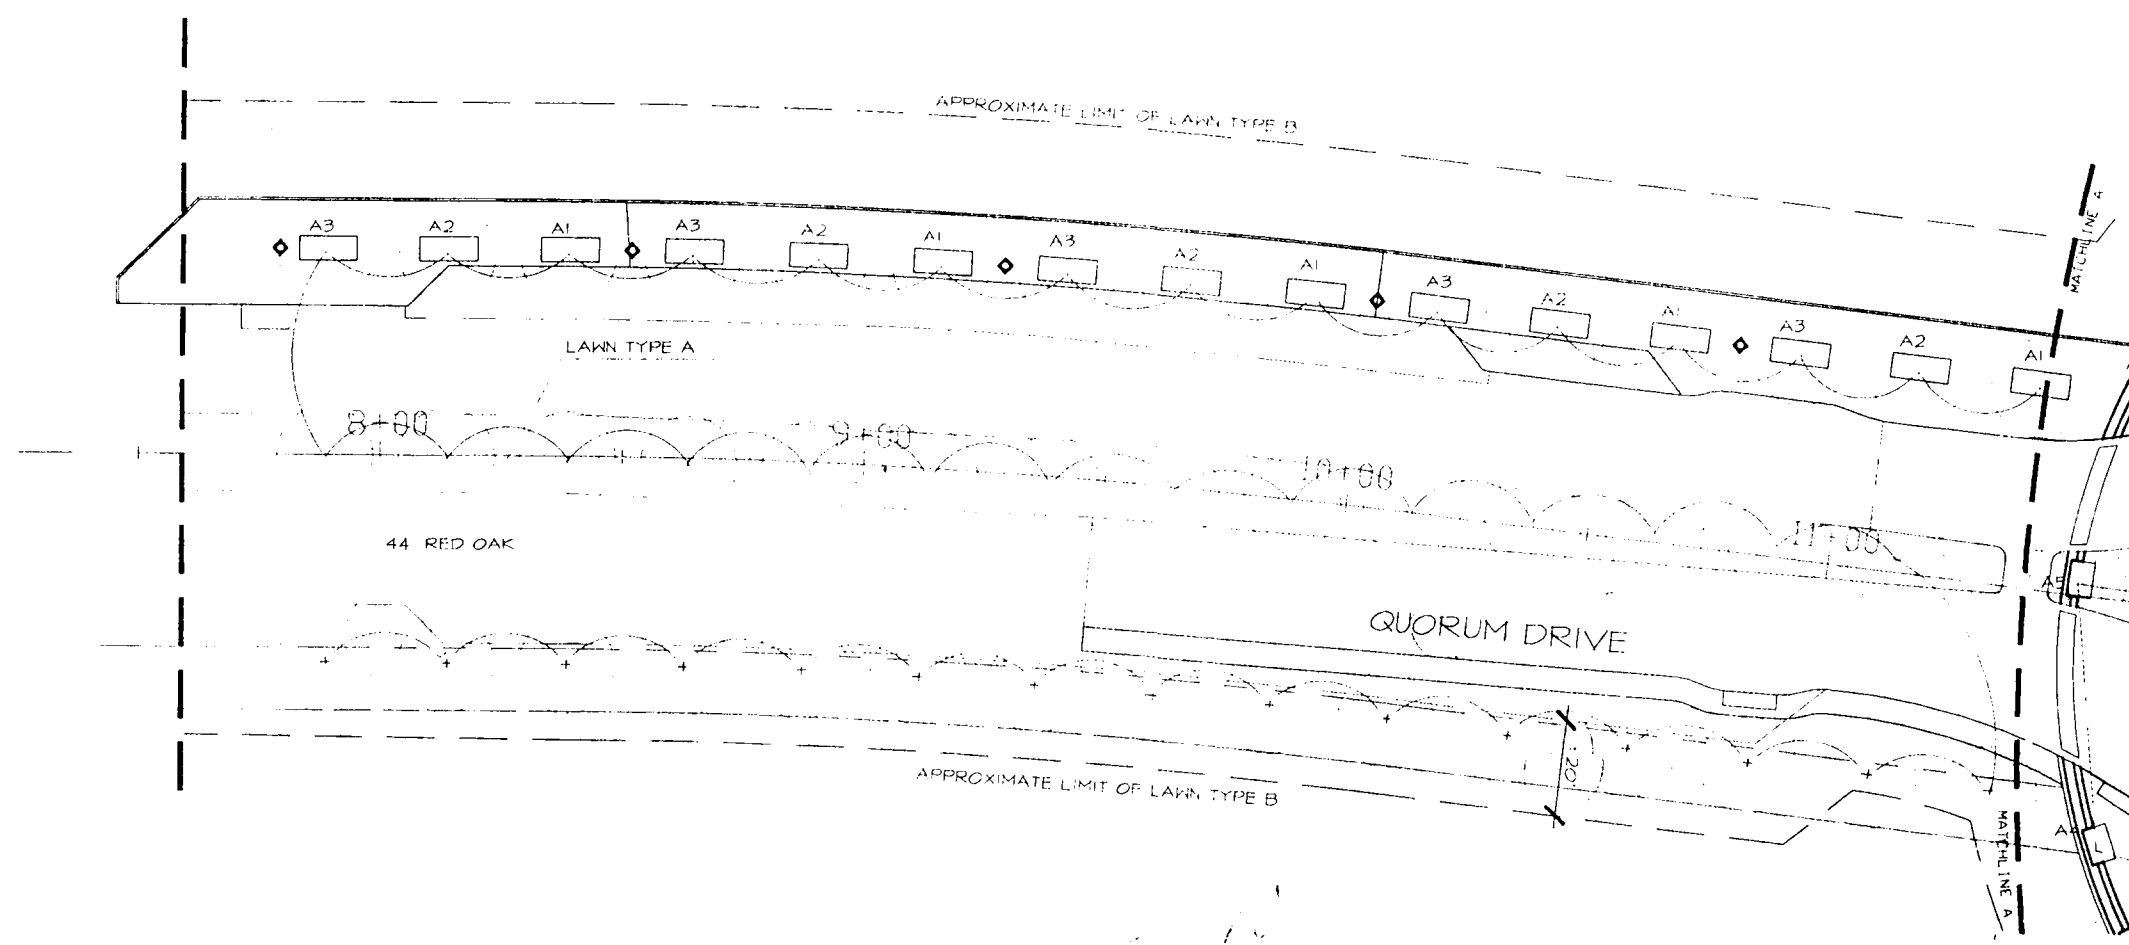 APPROXIMATE LIMIT OF LAWN TYPE B
MATCHLINE A
A3 A2 A1 A3 A2 A1 A3 A2 A1 A3 A2 A1 A3 A2 A1
LAWN TYPE A
8+00 9+00 10+00 11+00
44 RED OAK
A5
QUORUM DRIVE
20'
APPROXIMATE LIMIT OF LAWN TYPE B
MATCHLINE A